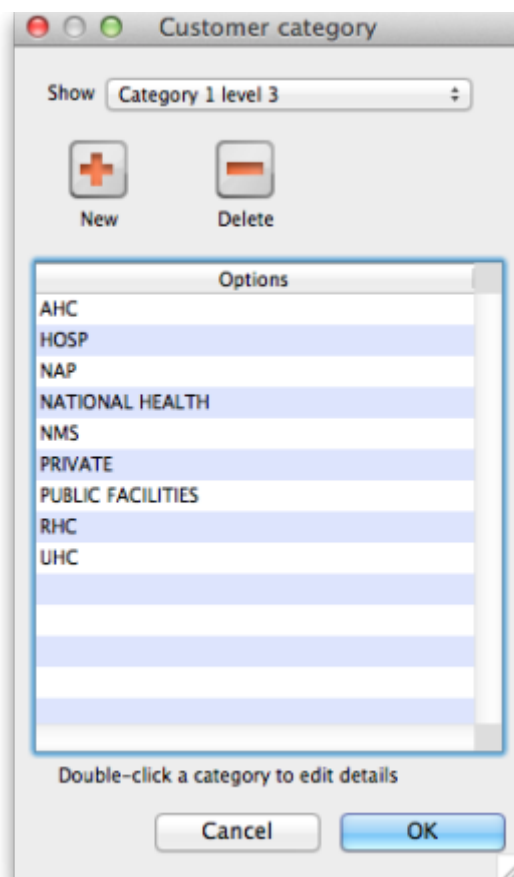 Customer category
Show Category 1 level 3
New Delete
Options
AHC
HOSP
NAP
NATIONAL HEALTH
NMS
PRIVATE
PUBLIC FACILITIES
RHC
UHC
Double-click a category to edit details
Cancel OK